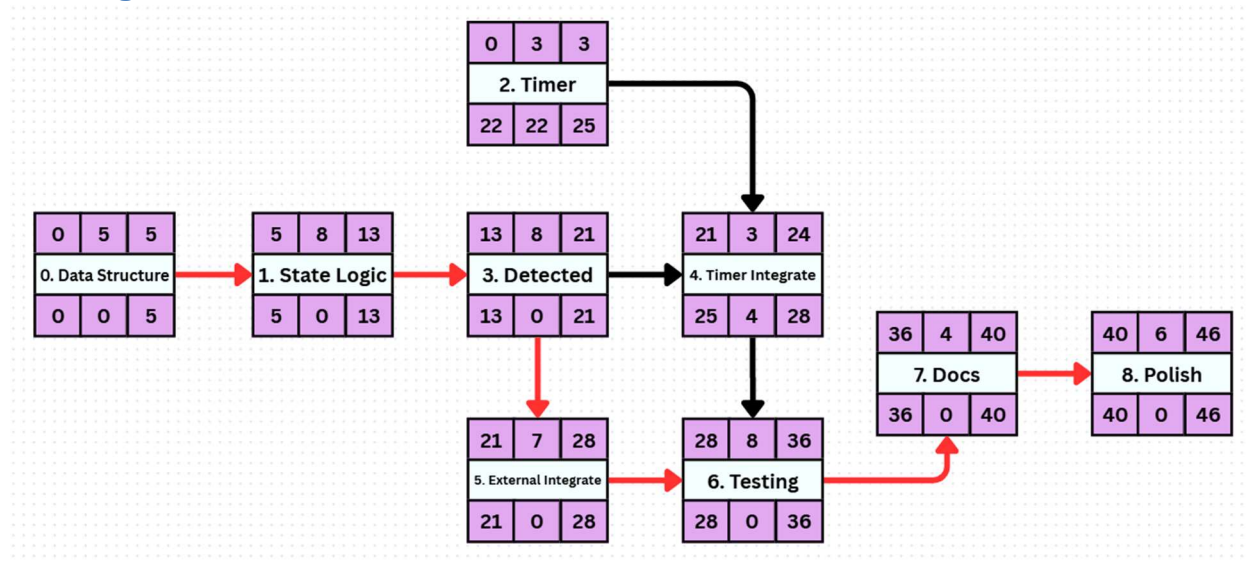 0 3 3
2. Timer
22 22 25
0 5 5
0. Data Structure
0 0 5
5 8 13
1. State Logic
5 0 13
13 8 21
3. Detected
13 0 21
21 3 24
4. Timer Integrate
25 4 28
21 7 28
5. External Integrate
21 0 28
28 8 36
6. Testing
28 0 36
36 4 40
7. Docs
36 0 40
40 6 46
8. Polish
40 0 46